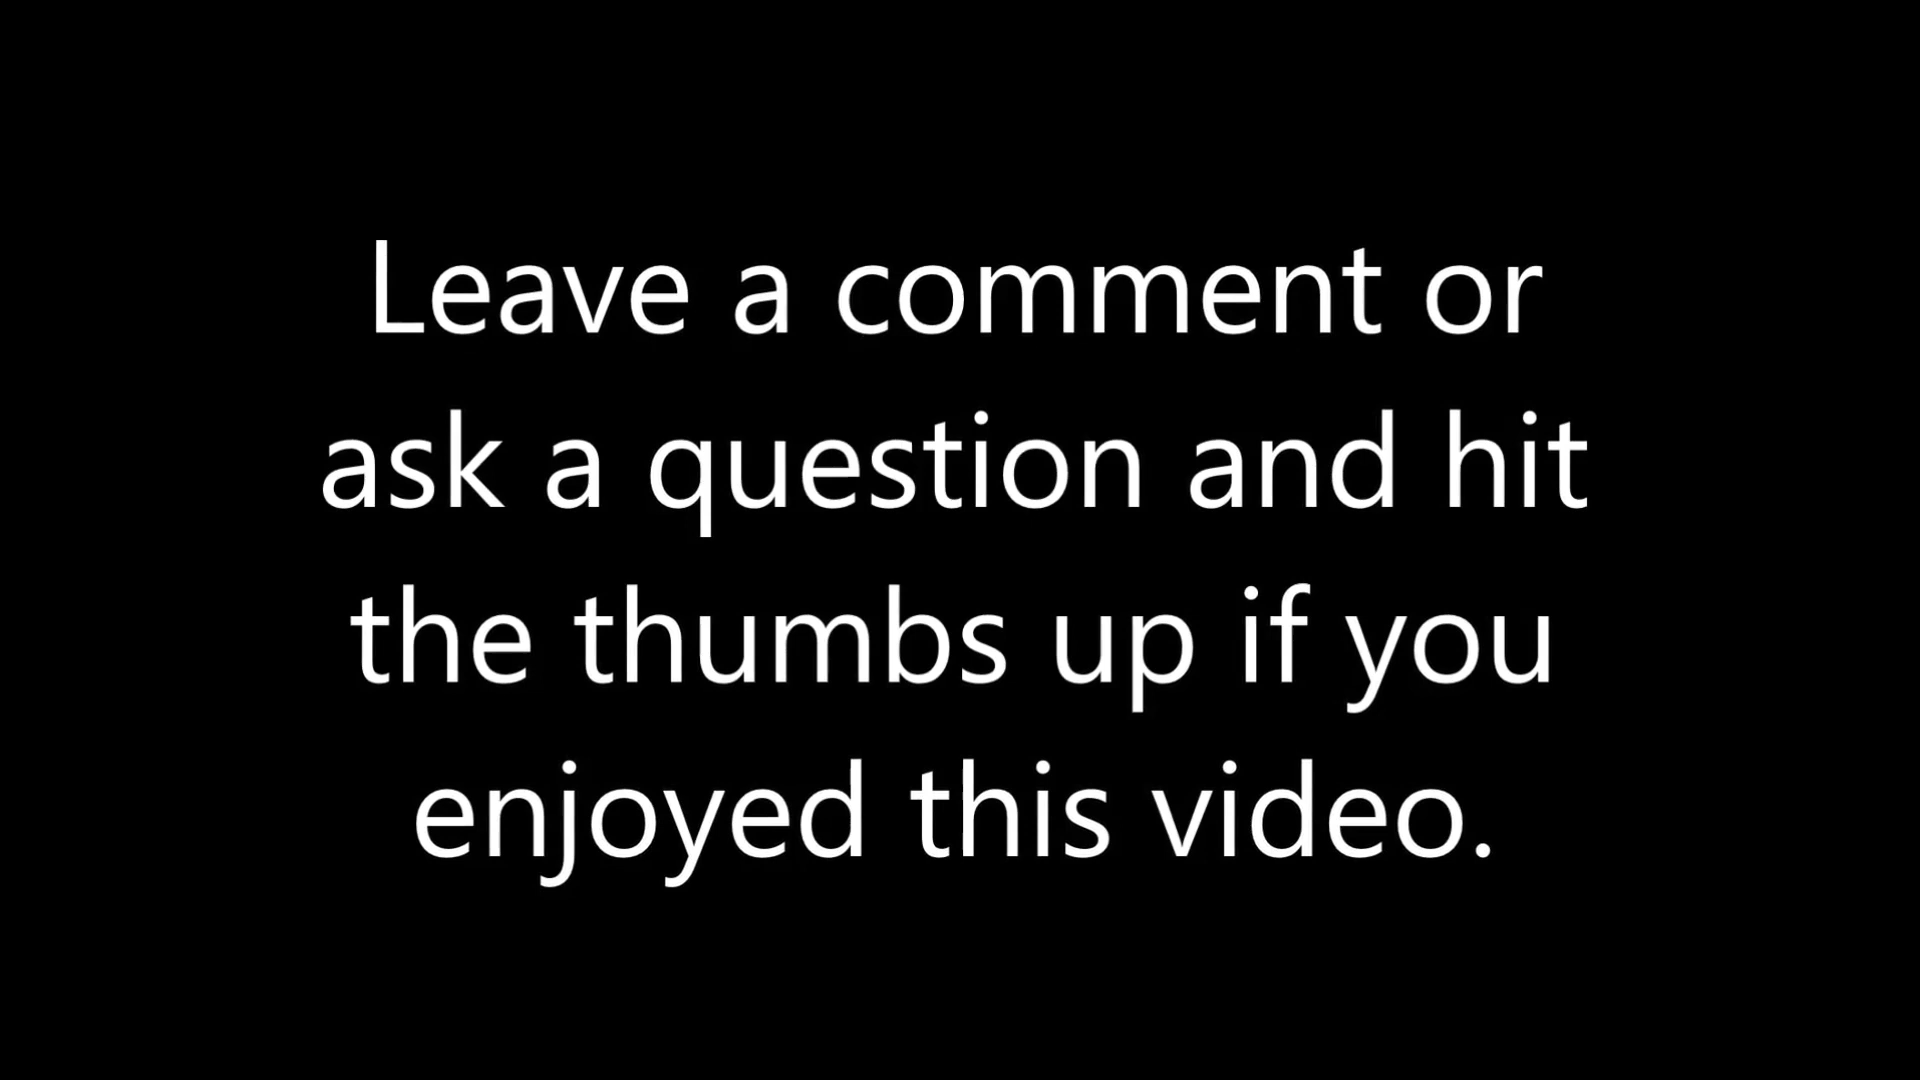 Leave a comment or
ask a question and hit
the thumbs up if you
enjoyed this video.